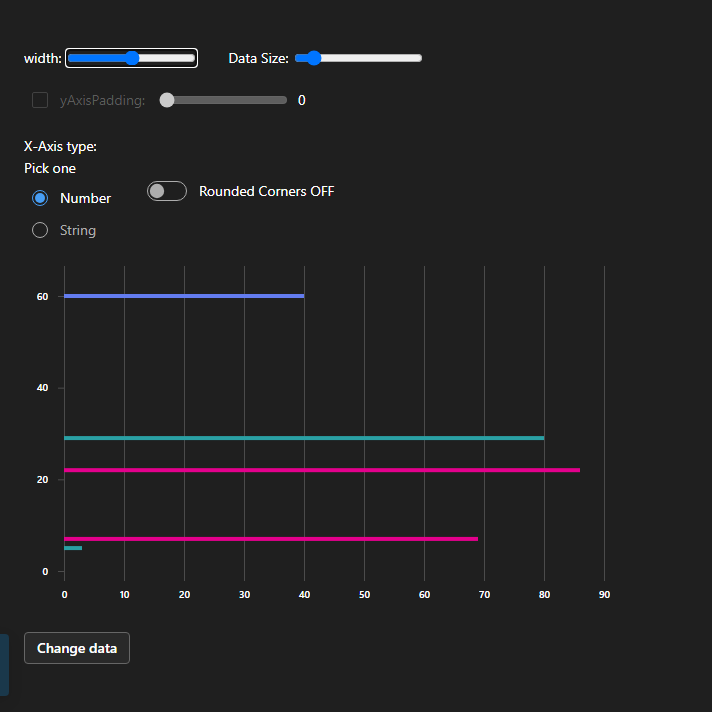 width: Data Size:
yAxisPadding: 0
X-Axis type:
Pick one
Number Rounded Corners OFF
String
60
40
20
0
0 10 20 30 40 50 60 70 80 90
Change data